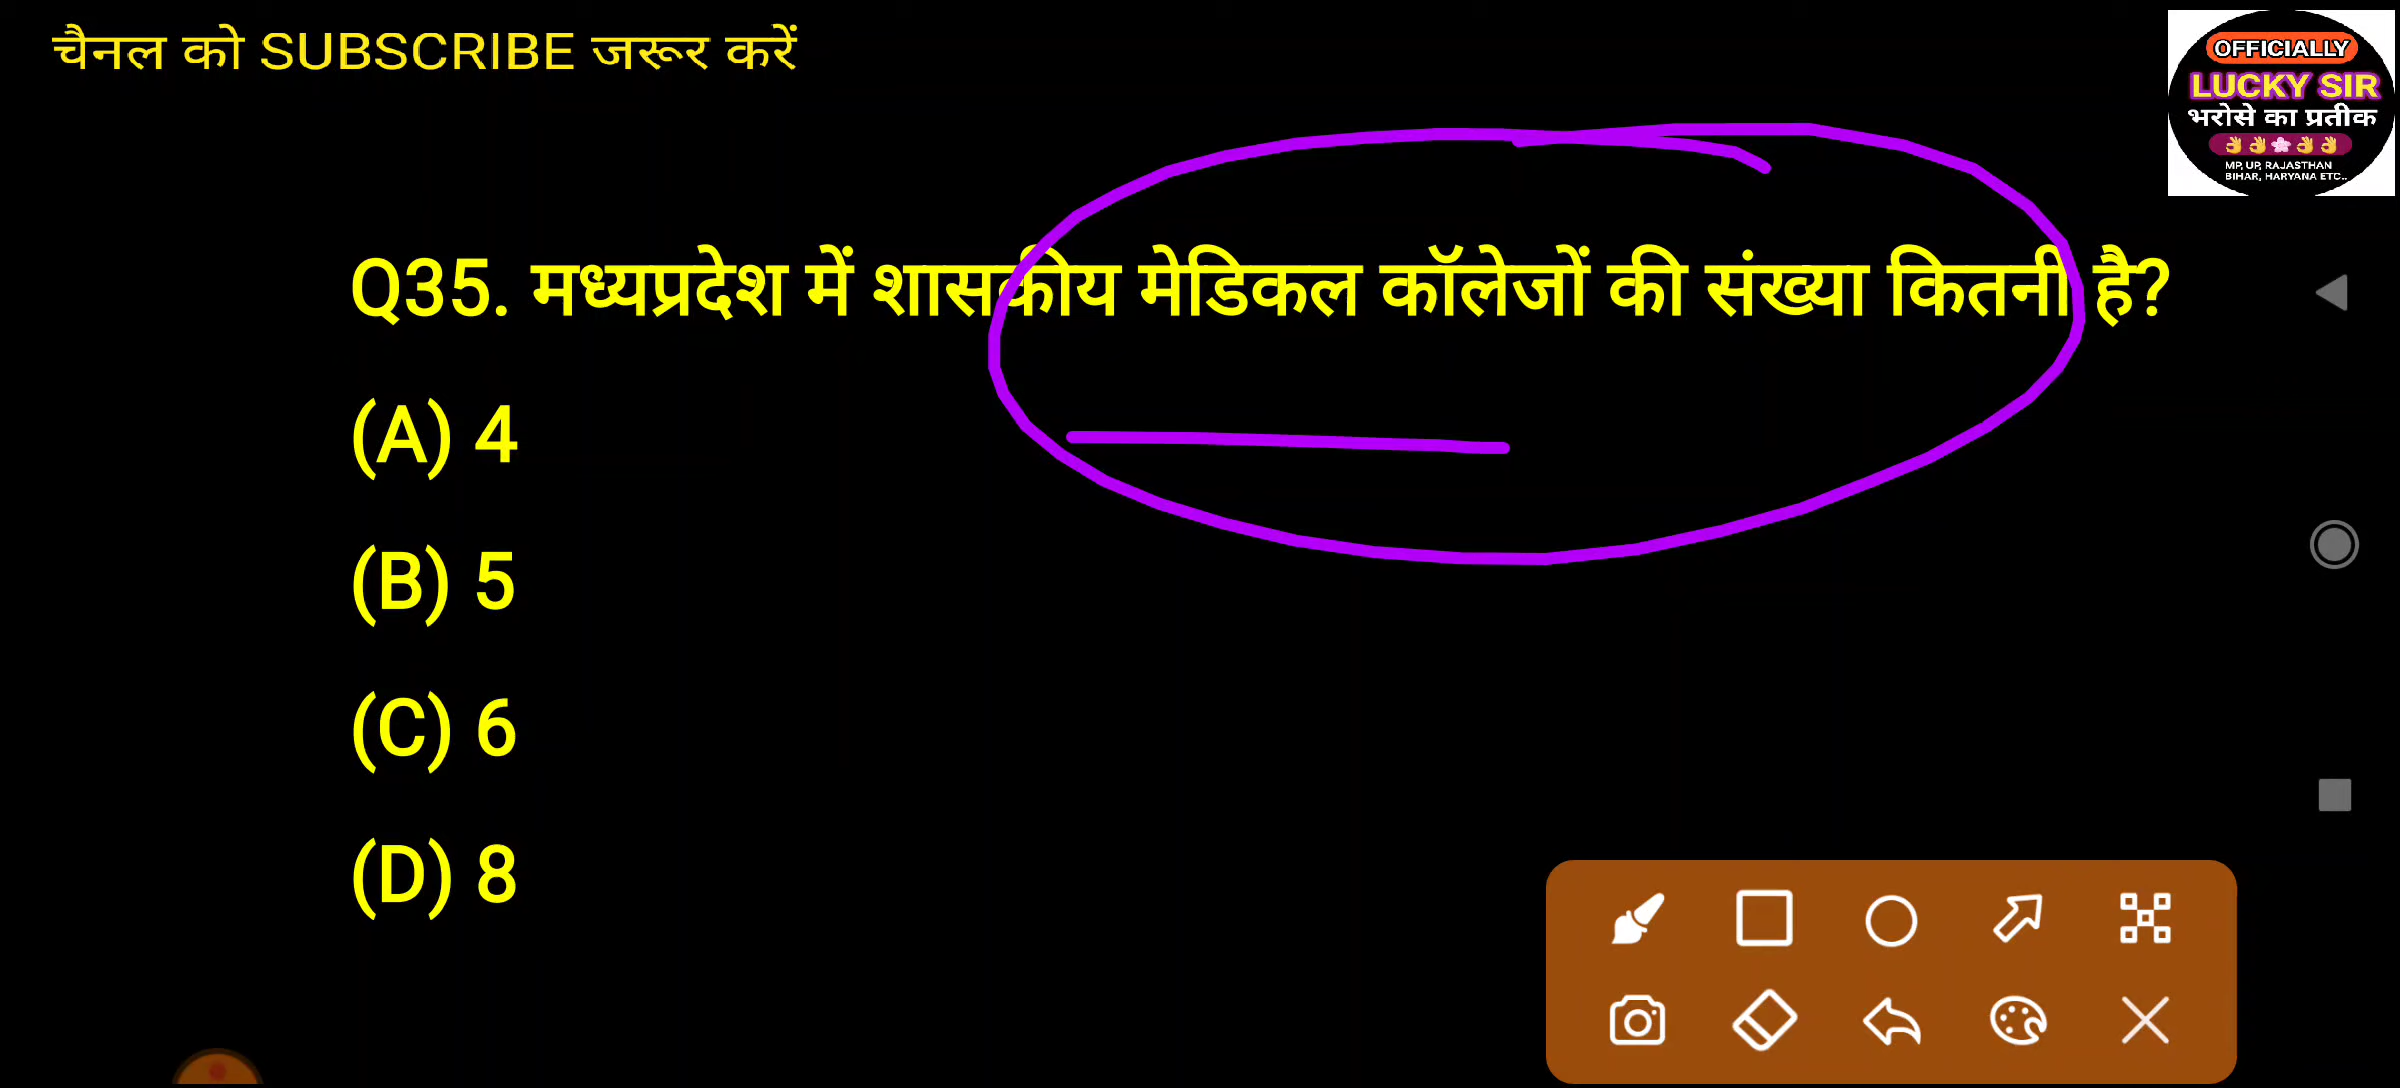 चैनल को SUBSCRIBE जरूर करें
OFFICIALLY
LUCKY SIR
भरोसे का प्रतीक
MP, UP, RAJASTHAN
BIHAR, HARYANA ETC..
Q35. मध्यप्रदेश में शासकीय मेडिकल कॉलेजों की संख्या कितनी है?
(A) 4
(B) 5
(C) 6
(D) 8